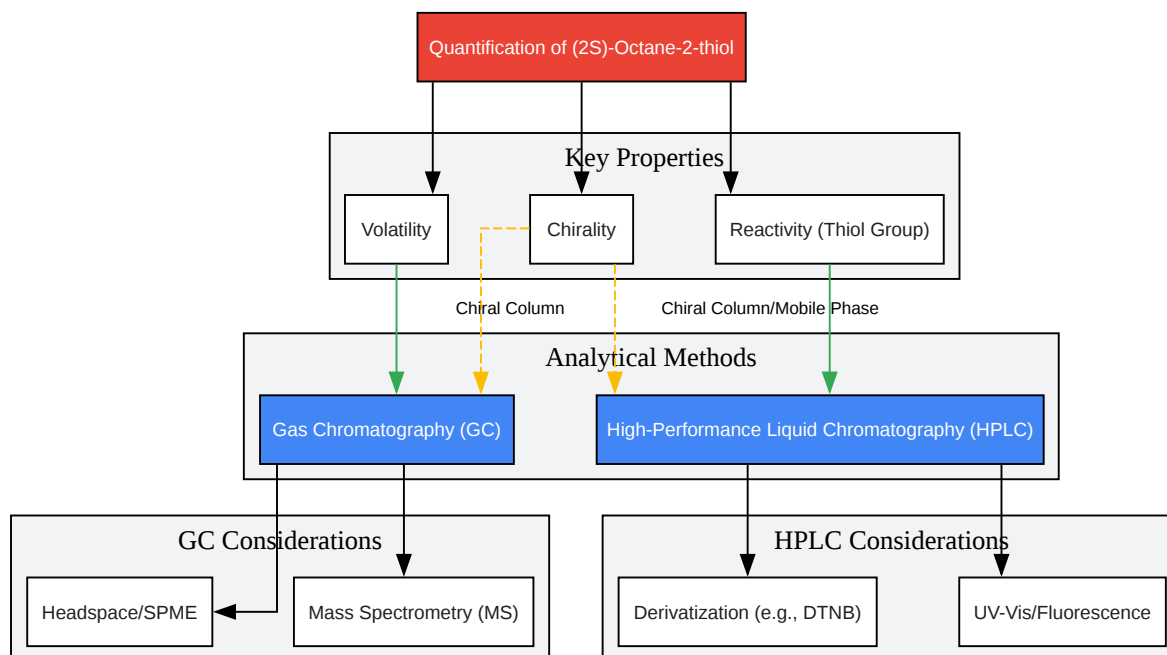 Quantification of (2S)-Octane-2-thiol
Key Properties
Volatility
Chirality
Reactivity (Thiol Group)
Chiral Column
Chiral Column/Mobile Phase
Analytical Methods
Gas Chromatography (GC)
High-Performance Liquid Chromatography (HPLC)
GC Considerations
HPLC Considerations
Headspace/SPME
Mass Spectrometry (MS)
Derivatization (e.g., DTNB)
UV-Vis/Fluorescence